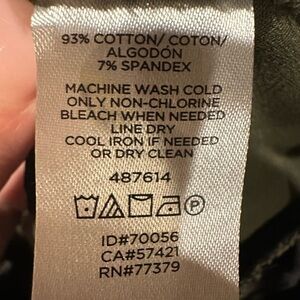 93% COTTON/ COTON/
ALGODÓN
7% SPANDEX
MACHINE WASH COLD
ONLY NON-CHLORINE
BLEACH WHEN NEEDED
LINE DRY
COOL IRON IF NEEDED
OR DRY CLEAN
487614
P
ID#70056
CA#57421
RN#77379